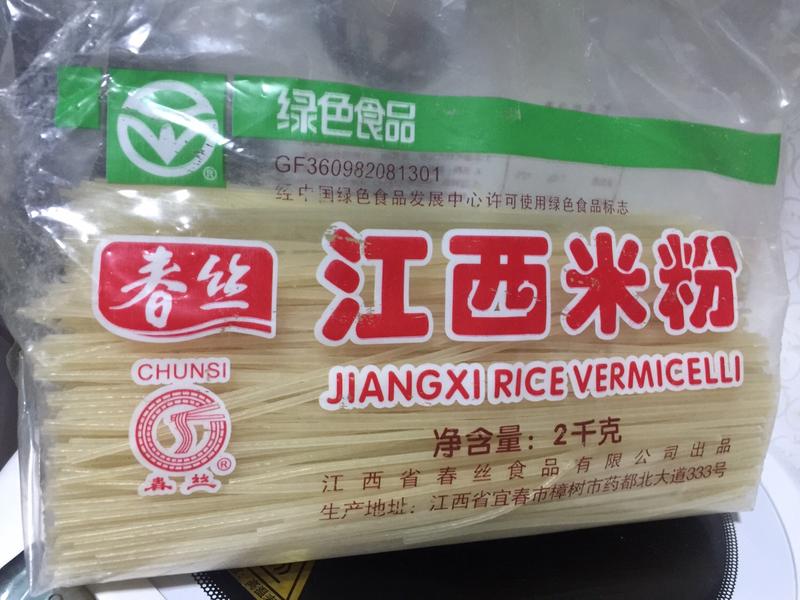 绿色食品
®
GF360982081301
经中国绿色食品发展中心许可使用绿色食品标志
春丝
江西米粉
CHUNSI
JIANGXI RICE VERMICELLI
春丝®
净含量：2千克
江西省春丝食品有限公司出品
生产地址：江西省宜春市樟树市药都北大道333号